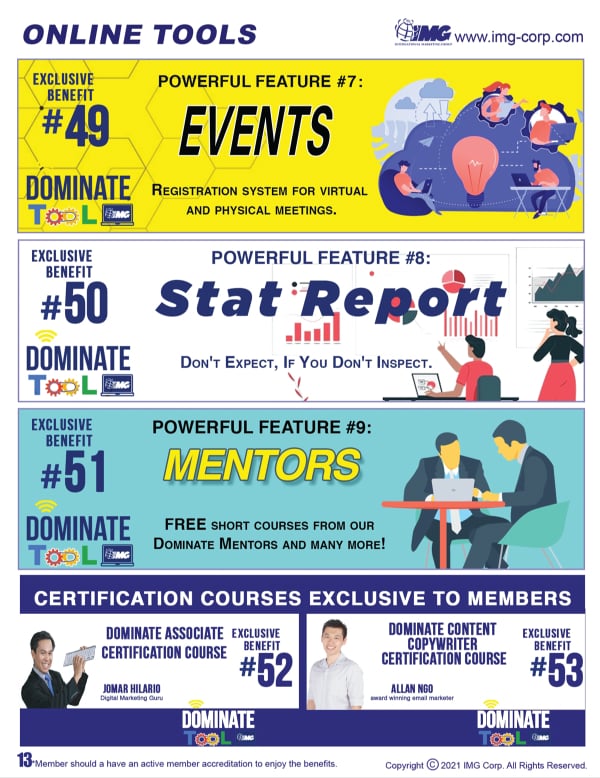 ONLINE TOOLS
IMG
INTERNATIONAL MARKETING GROUP
www.img-corp.com
EXCLUSIVE
BENEFIT
#49
DOMINATE
TOOL IMG
POWERFUL FEATURE #7:
EVENTS
REGISTRATION SYSTEM FOR VIRTUAL
AND PHYSICAL MEETINGS.
EXCLUSIVE
BENEFIT
#50
DOMINATE
TOOL IMG
POWERFUL FEATURE #8:
Stat Report
DON'T EXPECT, IF YOU DON'T INSPECT.
EXCLUSIVE
BENEFIT
#51
DOMINATE
TOOL IMG
POWERFUL FEATURE #9:
MENTORS
FREE SHORT COURSES FROM OUR
DOMINATE MENTORS AND MANY MORE!
CERTIFICATION COURSES EXCLUSIVE TO MEMBERS
DOMINATE ASSOCIATE
CERTIFICATION COURSE
JOMAR HILARIO
Digital Marketing Guru
EXCLUSIVE
BENEFIT
#52
DOMINATE
TOOL IMG
DOMINATE CONTENT
COPYWRITER
CERTIFICATION COURSE
ALLAN NGO
award winning email marketer
EXCLUSIVE
BENEFIT
#53
DOMINATE
TOOL IMG
13 *Member should a have an active member accreditation to enjoy the benefits.
Copyright © 2021 IMG Corp. All Rights Reserved.